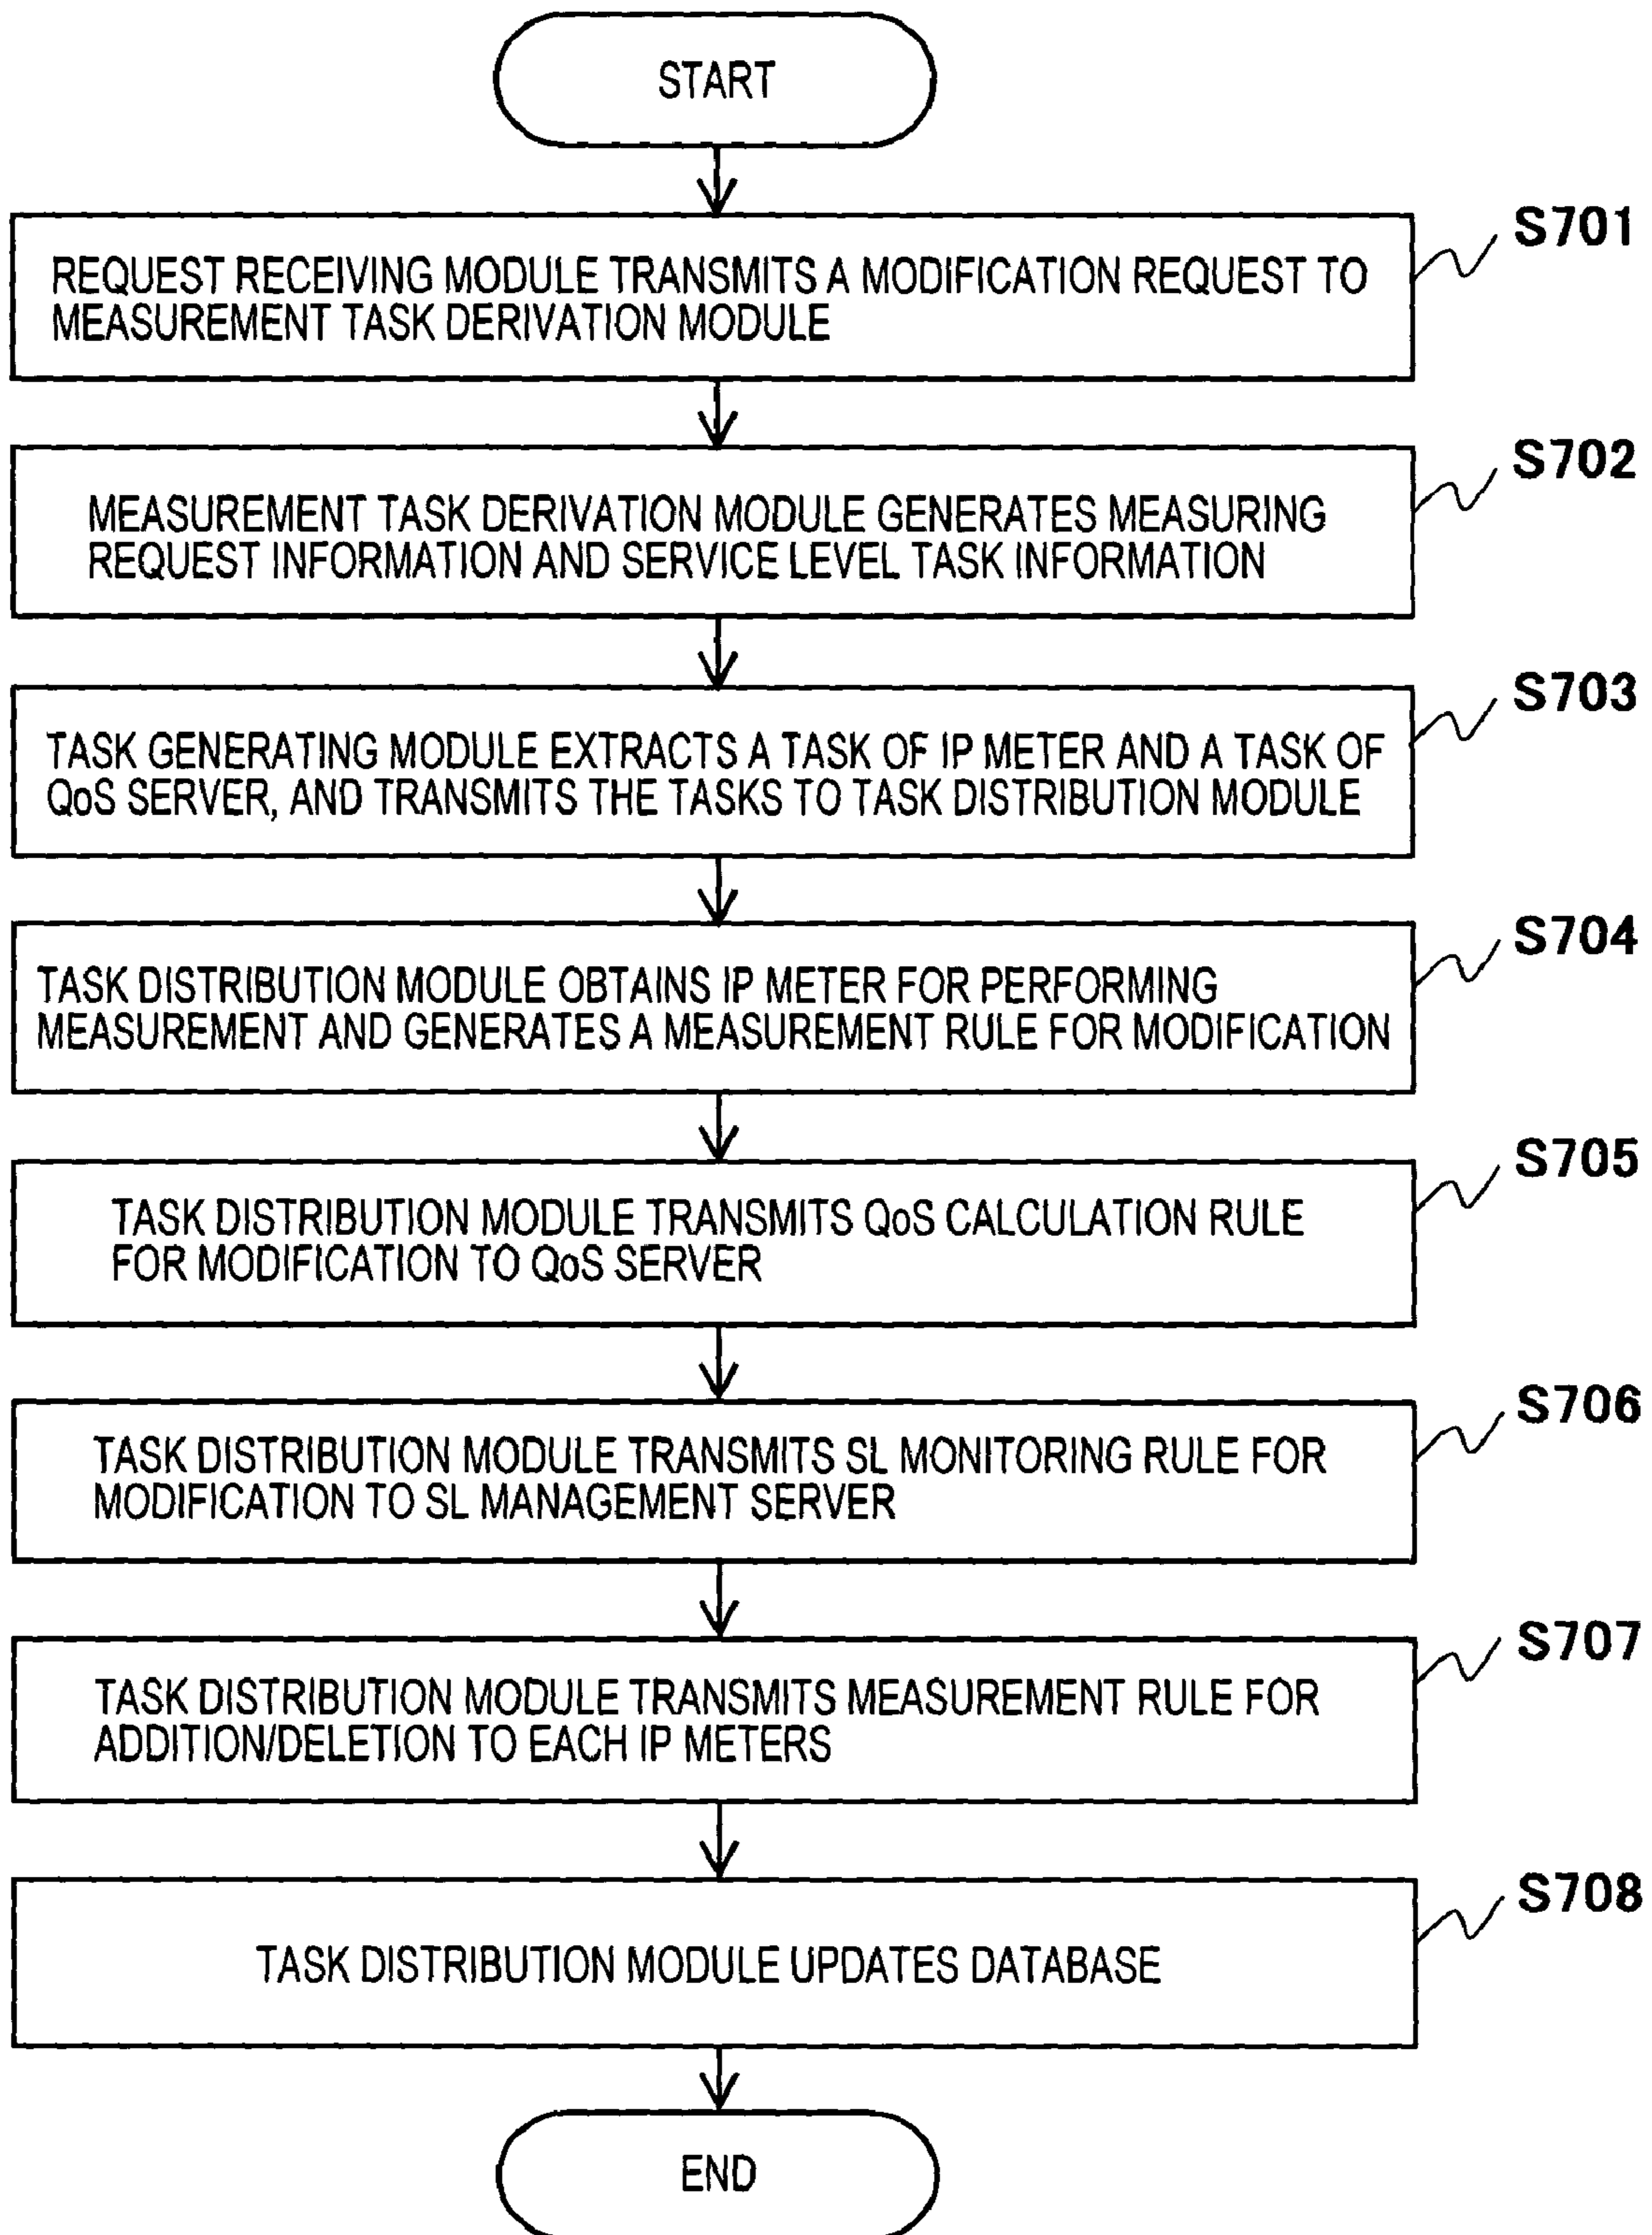 START
S701
REQUEST RECEIVING MODULE TRANSMITS A MODIFICATION REQUEST TO
MEASUREMENT TASK DERIVATION MODULE
S702
MEASUREMENT TASK DERIVATION MODULE GENERATES MEASURING
REQUEST INFORMATION AND SERVICE LEVEL TASK INFORMATION
S703
TASK GENERATING MODULE EXTRACTS A TASK OF IP METER AND A TASK OF
QoS SERVER, AND TRANSMITS THE TASKS TO TASK DISTRIBUTION MODULE
S704
TASK DISTRIBUTION MODULE OBTAINS IP METER FOR PERFORMING
MEASUREMENT AND GENERATES A MEASUREMENT RULE FOR MODIFICATION
S705
TASK DISTRIBUTION MODULE TRANSMITS QoS CALCULATION RULE
FOR MODIFICATION TO QoS SERVER
S706
TASK DISTRIBUTION MODULE TRANSMITS SL MONITORING RULE FOR
MODIFICATION TO SL MANAGEMENT SERVER
S707
TASK DISTRIBUTION MODULE TRANSMITS MEASUREMENT RULE FOR
ADDITION/DELETION TO EACH IP METERS
S708
TASK DISTRIBUTION MODULE UPDATES DATABASE
END